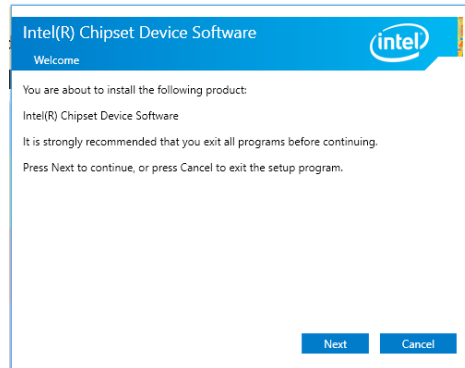 Intel(R) Chipset Device Software
intel
Welcome
You are about to install the following product:
Intel(R) Chipset Device Software
It is strongly recommended that you exit all programs before continuing.
Press Next to continue, or press Cancel to exit the setup program.
Next
Cancel